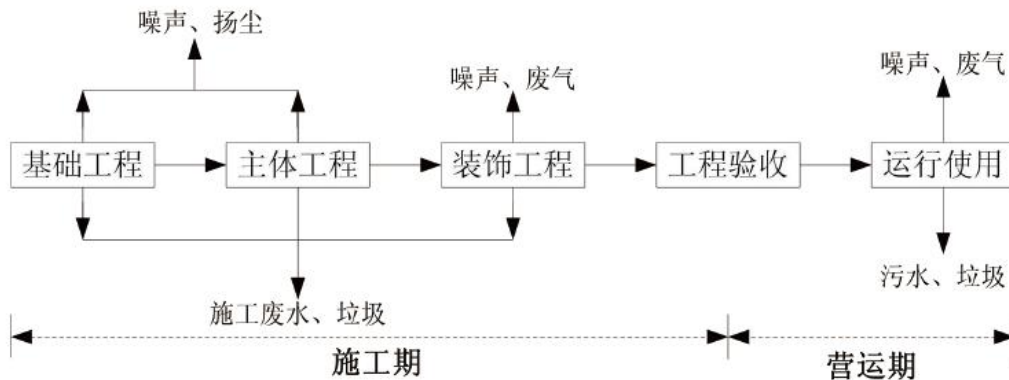 噪声、扬尘
噪声、废气
噪声、废气
基础工程
主体工程
装饰工程
工程验收
运行使用
污水、垃圾
施工废水、垃圾
施工期
营运期